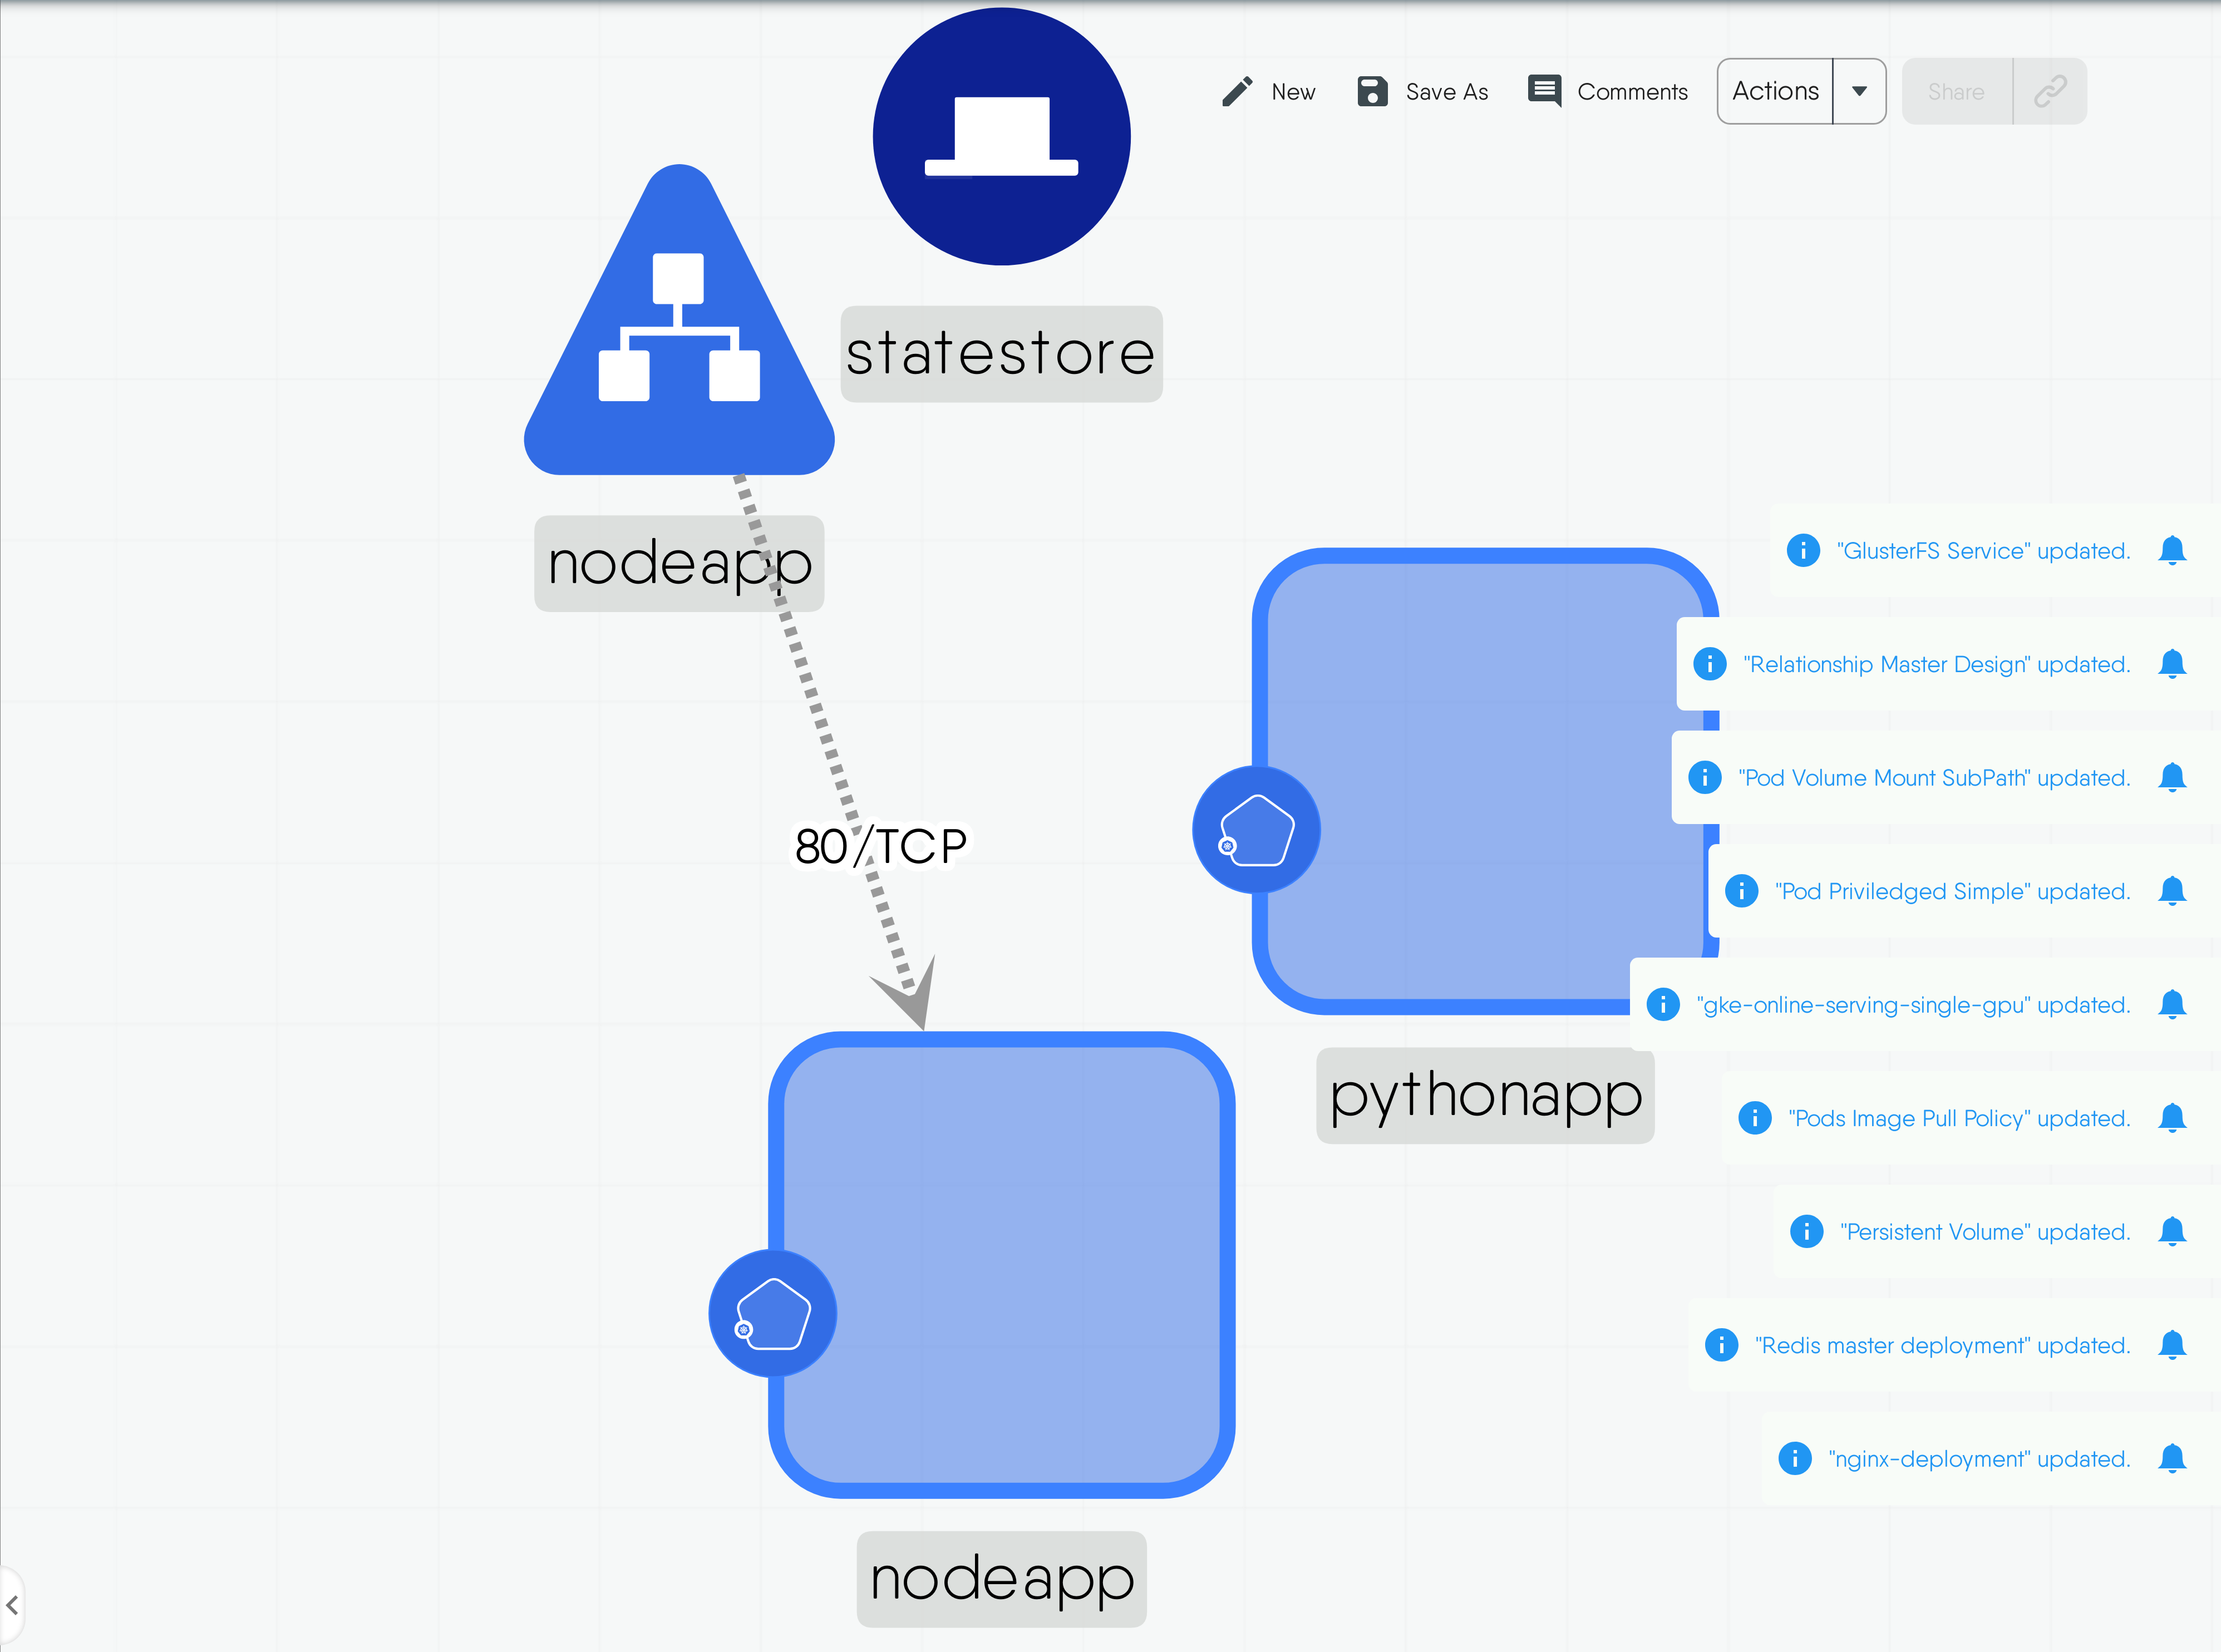 New Save As Comments Actions Share
statestore
nodeapp
"GlusterFS Service" updated.
"Relationship Master Design" updated.
"Pod Volume Mount SubPath" updated.
80/TCP
"Pod Priviledged Simple" updated.
"gke-online-serving-single-gpu" updated.
pythonapp
"Pods Image Pull Policy" updated.
"Persistent Volume" updated.
"Redis master deployment" updated.
"nginx-deployment" updated.
nodeapp